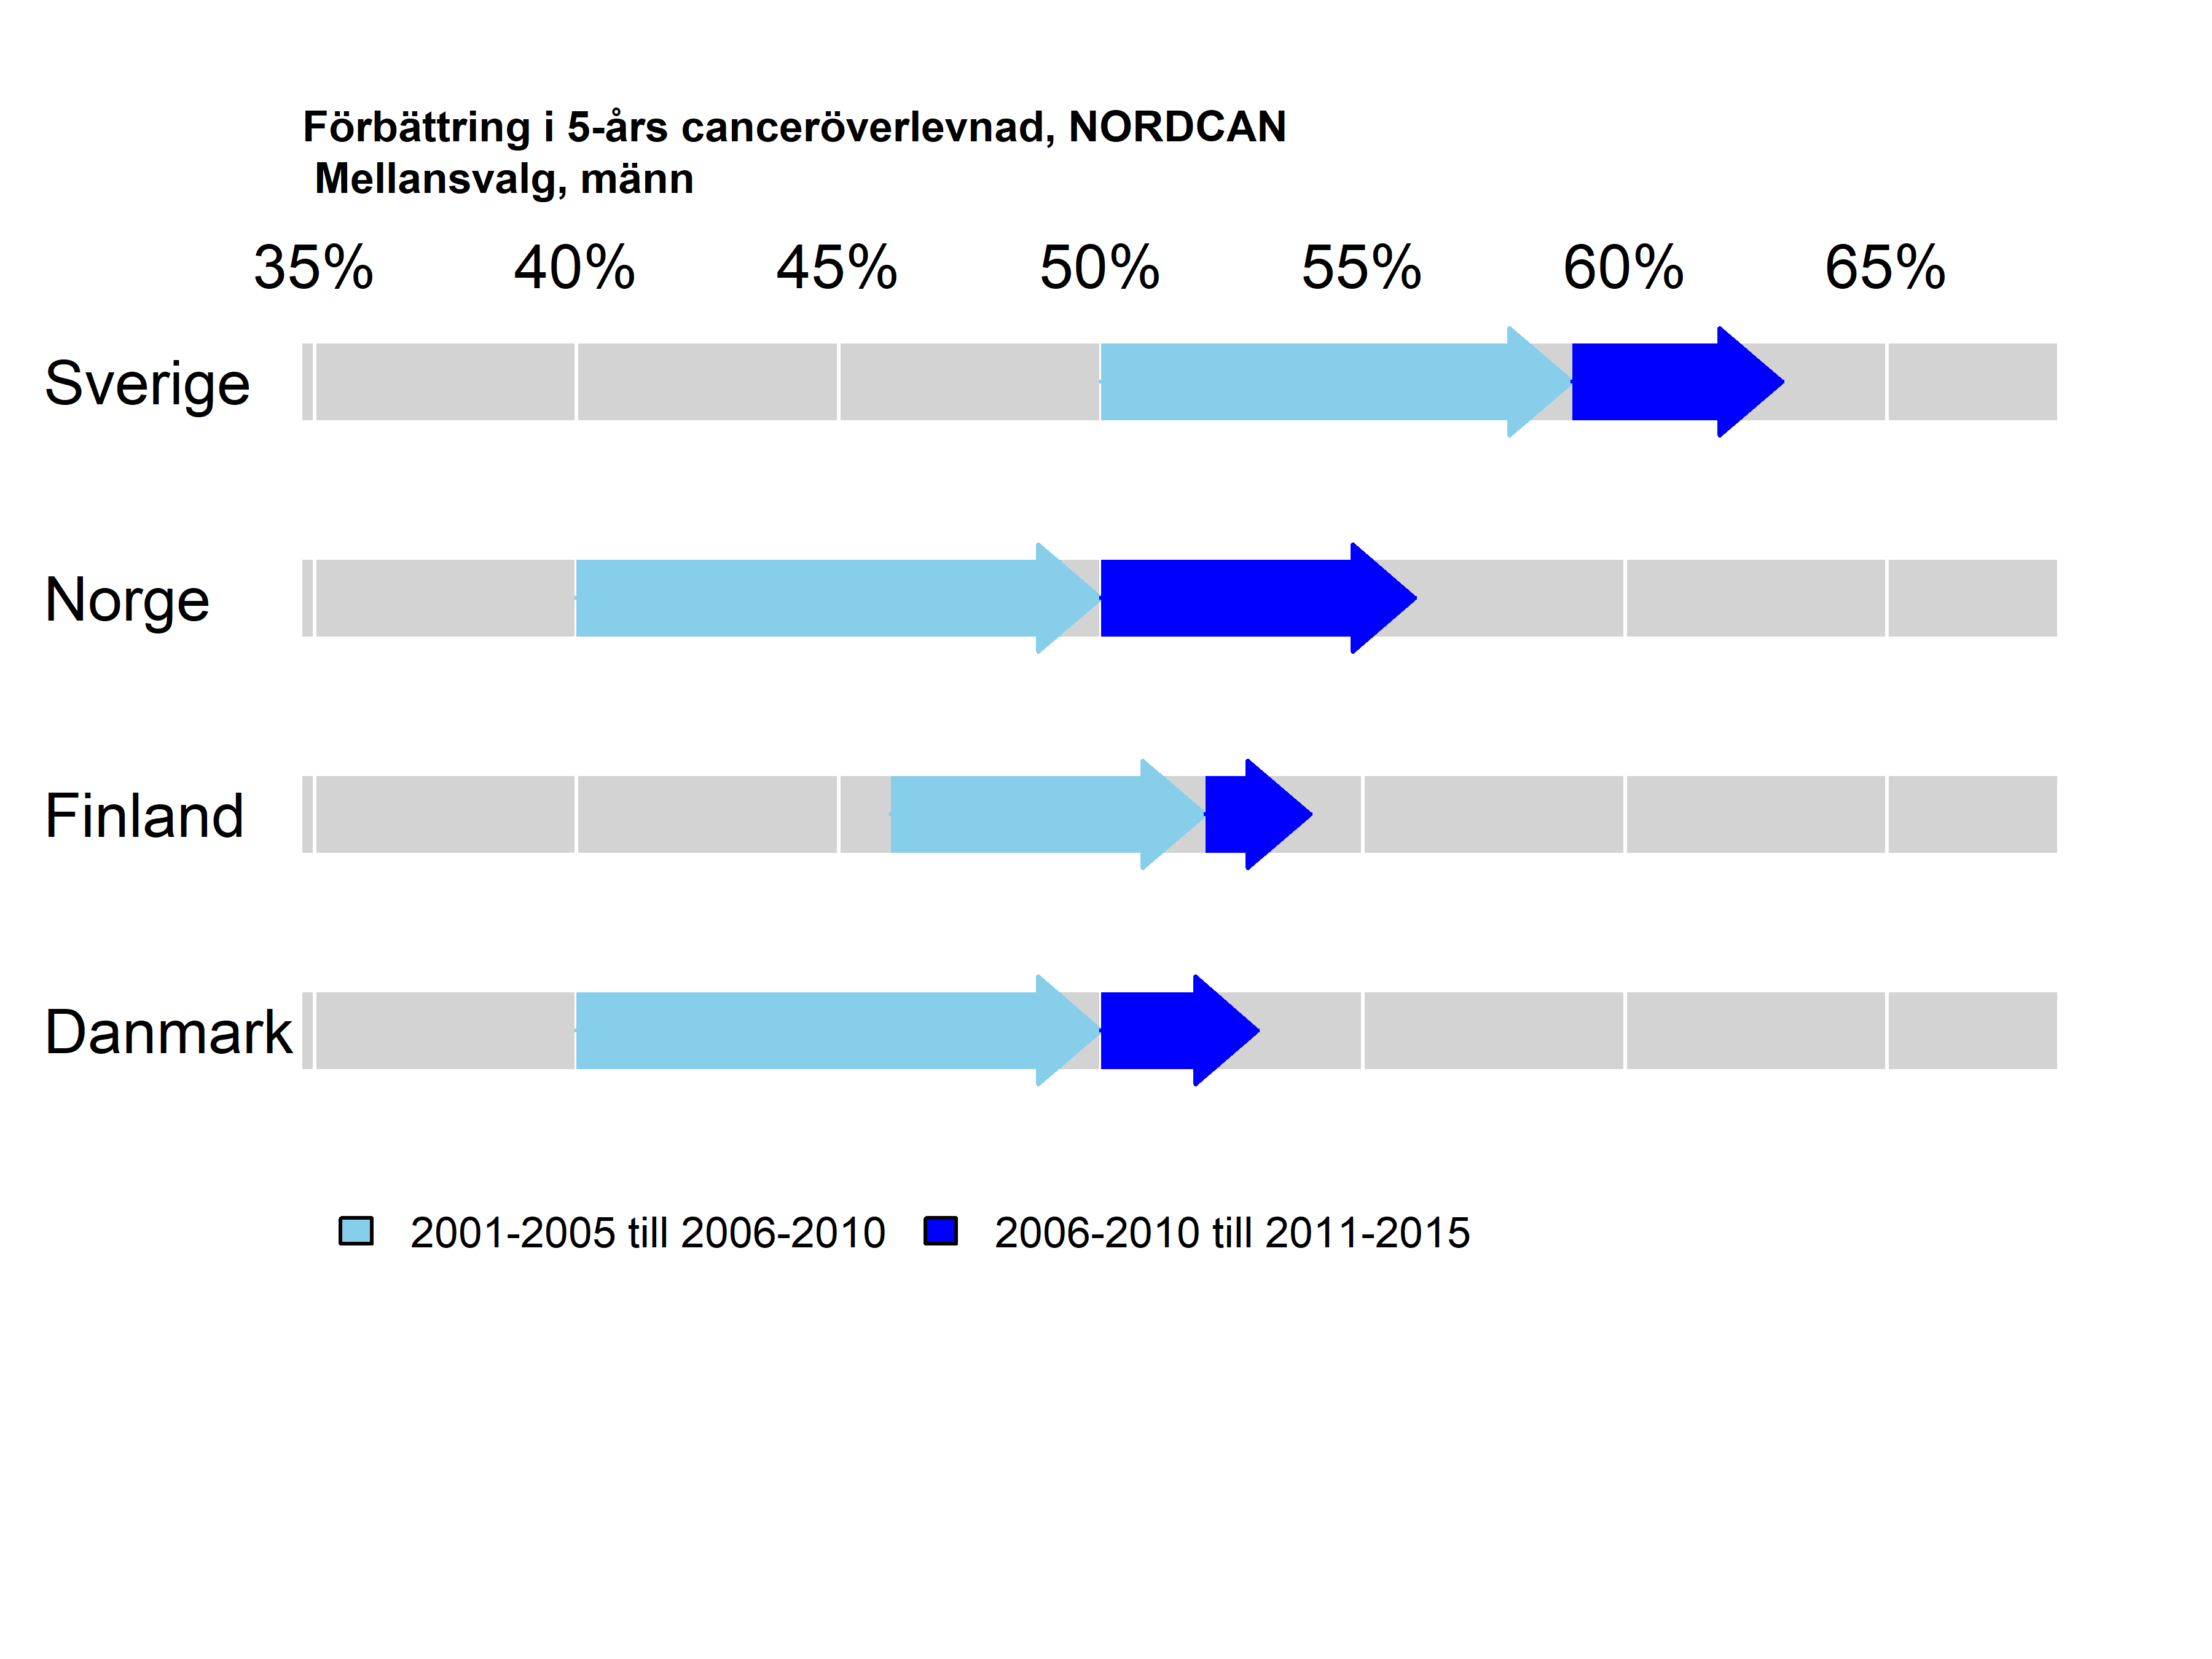 Förbättring i 5-års canceröverlevnad, NORDCAN
Mellansvalg, männ
35% 40% 45% 50% 55% 60% 65%
Sverige
Norge
Finland
Danmark
2001-2005 till 2006-2010 2006-2010 till 2011-2015